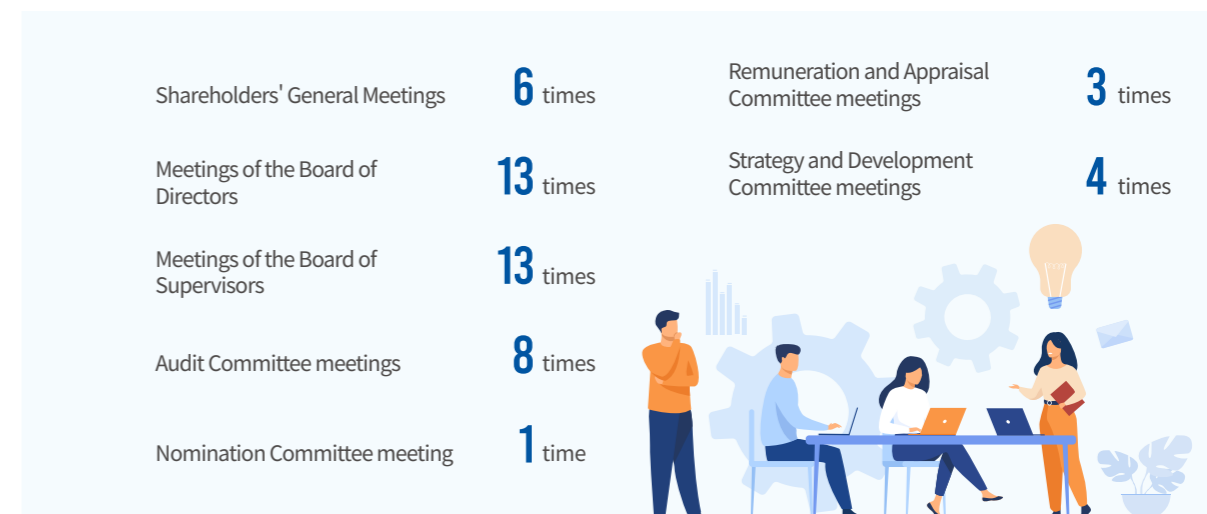 Shareholders' General Meetings 6 times
Meetings of the Board of
Directors 13 times
Meetings of the Board of
Supervisors 13 times
Audit Committee meetings 8 times
Nomination Committee meeting 1 time
Remuneration and Appraisal
Committee meetings 3 times
Strategy and Development
Committee meetings 4 times